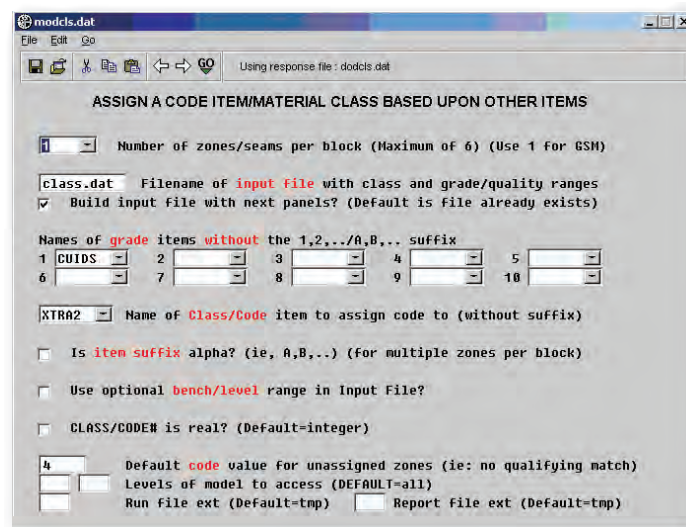 modcls.dat
File Edit Go
GO Using response file : dodcls.dat
ASSIGN A CODE ITEM/MATERIAL CLASS BASED UPON OTHER ITEMS
1 Number of zones/seams per block (Maximum of 6) (Use 1 for GSM)
class.dat Filename of input file with class and grade/quality ranges
Build input file with next panels? (Default is file already exists)
Names of grade items without the 1,2,../A,B,.. suffix
1 CUIDS 2 3 4 5
6 7 8 9 10
XTRA2 Name of Class/Code item to assign code to (without suffix)
Is item suffix alpha? (ie, A,B,..) (for multiple zones per block)
Use optional bench/level range in Input File?
CLASS/CODE# is real? (Default=integer)
4 Default code value for unassigned zones (ie: no qualifying match)
Levels of model to access (DEFAULT=all)
Run file ext (Default=tmp) Report file ext (Default=tmp)